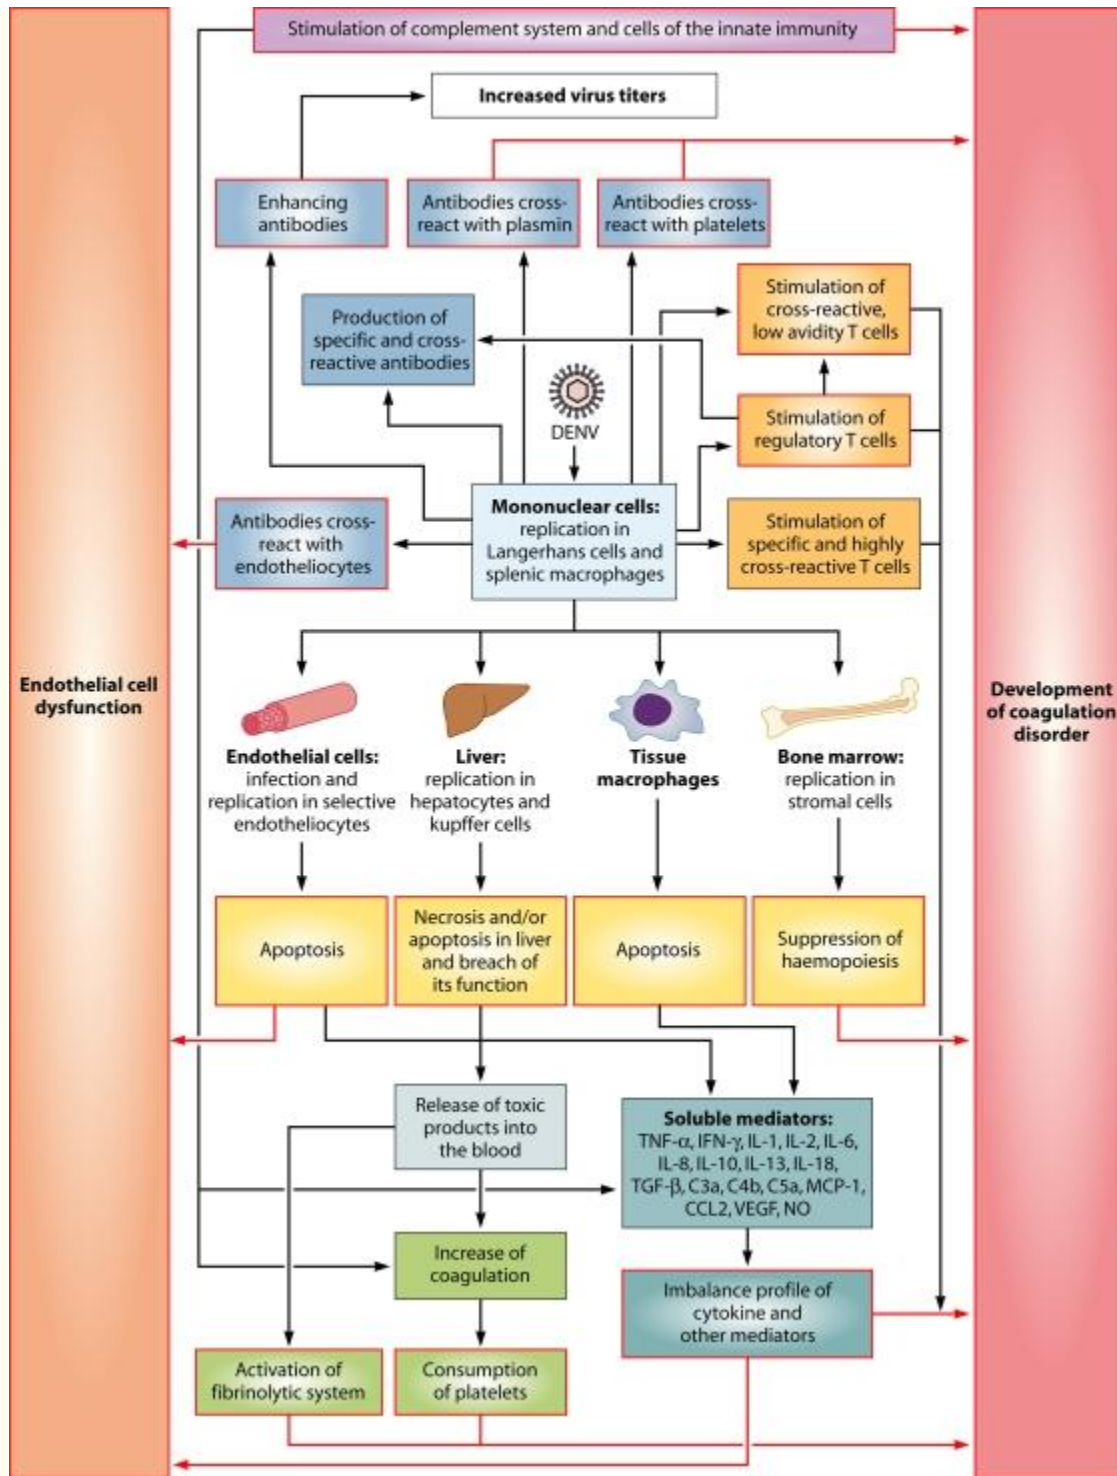 Stimulation of complement system and cells of the innate immunity
Increased virus titers
Enhancing
antibodies
Antibodies cross-
react with plasmin
Antibodies cross-
react with platelets
Stimulation of
cross-reactive,
low avidity T cells
Production of
specific and cross-
reactive antibodies
DENV
Stimulation of
regulatory T cells
Antibodies cross-
react with
endotheliocytes
Mononuclear cells:
replication in
Langerhans cells and
splenic macrophages
Stimulation of
specific and highly
cross-reactive T cells
Endothelial cell
dysfunction
Development
of coagulation
disorder
Endothelial cells:
infection and
replication in selective
endotheliocytes
Liver:
replication in
hepatocytes and
kupffer cells
Tissue
macrophages
Bone marrow:
replication in
stromal cells
Apoptosis
Necrosis and/or
apoptosis in liver
and breach of
its function
Apoptosis
Suppression of
haemopoiesis
Release of toxic
products into
the blood
Soluble mediators:
TNF-α, IFN-γ, IL-1, IL-2, IL-6,
IL-8, IL-10, IL-13, IL-18,
TGF-β, C3a, C4b, C5a, MCP-1,
CCL2, VEGF, NO
Increase of
coagulation
Imbalance profile of
cytokine and
other mediators
Activation of
fibrinolytic system
Consumption
of platelets